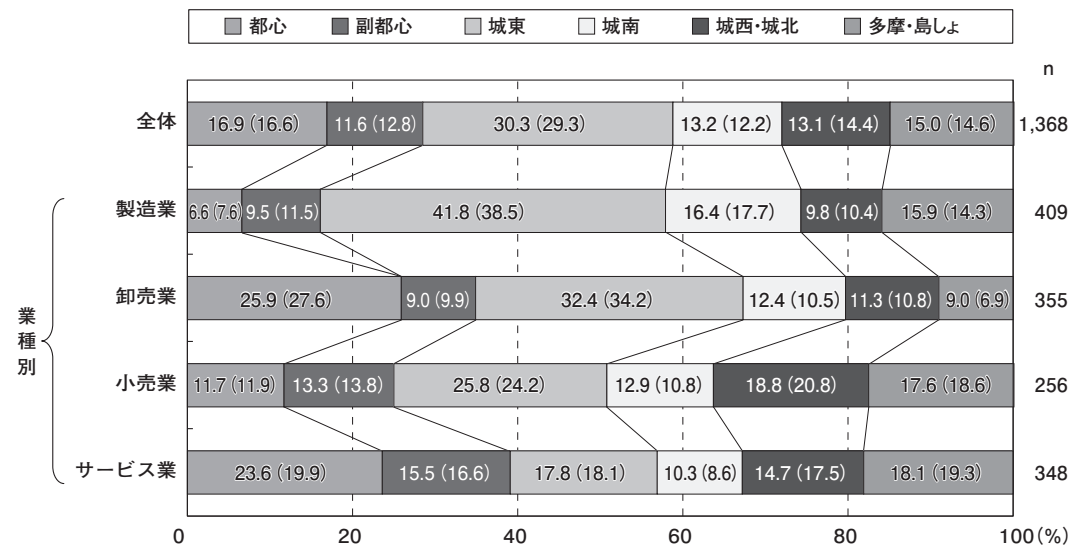 都心 副都心 城東 城南 城西・城北 多摩・島しょ
n
全体 16.9 (16.6) 11.6 (12.8) 30.3 (29.3) 13.2 (12.2) 13.1 (14.4) 15.0 (14.6) 1,368
製造業 6.6 (7.6) 9.5 (11.5) 41.8 (38.5) 16.4 (17.7) 9.8 (10.4) 15.9 (14.3) 409
卸売業 25.9 (27.6) 9.0 (9.9) 32.4 (34.2) 12.4 (10.5) 11.3 (10.8) 9.0 (6.9) 355
業種別
小売業 11.7 (11.9) 13.3 (13.8) 25.8 (24.2) 12.9 (10.8) 18.8 (20.8) 17.6 (18.6) 256
サービス業 23.6 (19.9) 15.5 (16.6) 17.8 (18.1) 10.3 (8.6) 14.7 (17.5) 18.1 (19.3) 348
0 20 40 60 80 100(%)